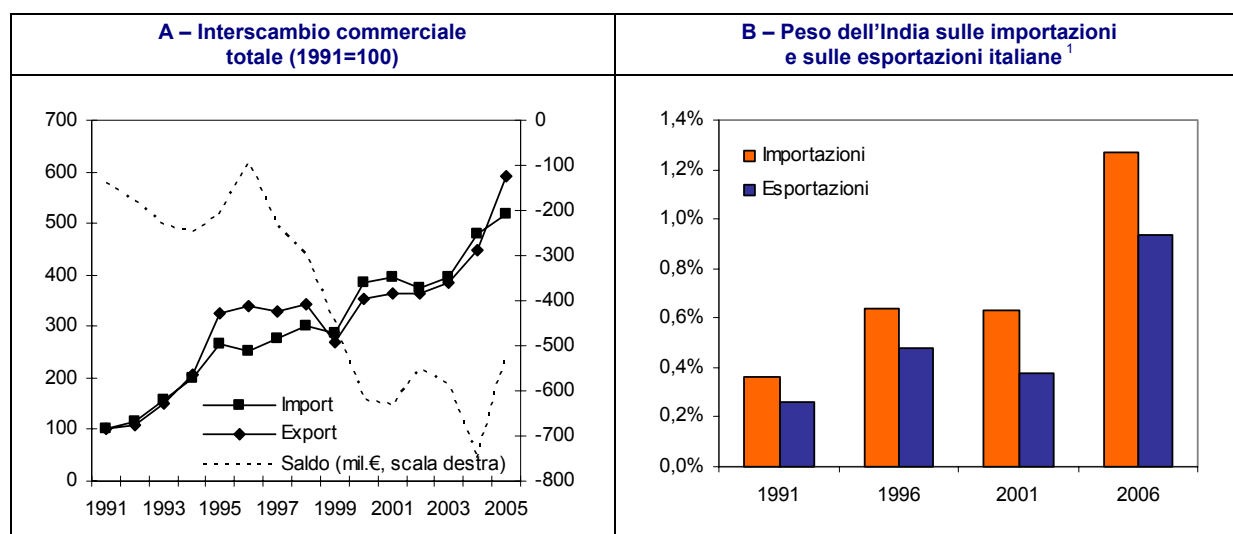 A – Interscambio commerciale
totale (1991=100)
B – Peso dell'India sulle importazioni
e sulle esportazioni italiane 1
700
600
500
400
300
200
100
0
0
-100
-200
-300
-400
-500
-600
-700
-800
Import
Export
Saldo (mil.€, scala destra)
1991 1993 1995 1997 1999 2001 2003 2005
1,4%
1,2%
1,0%
0,8%
0,6%
0,4%
0,2%
0,0%
Importazioni
Esportazioni
1991 1996 2001 2006